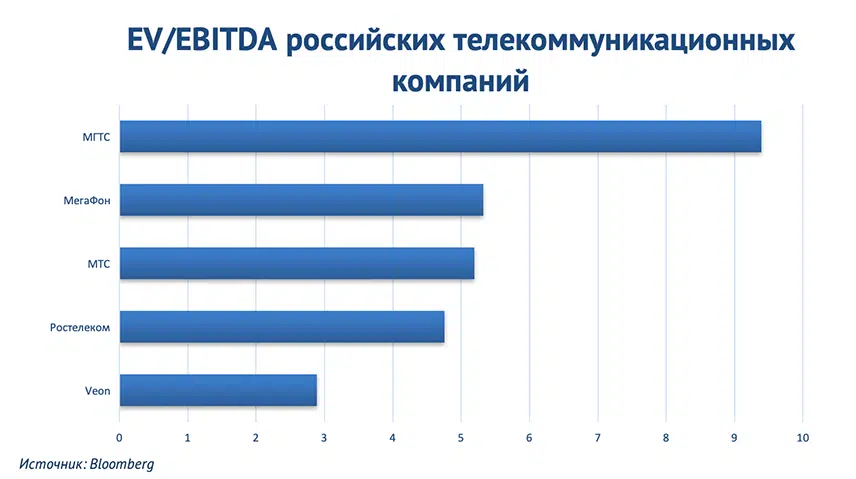 EV/EBITDA российских телекоммуникационных
компаний
МГТС
МегаФон
МТС
Ростелеком
Veon
0 1 2 3 4 5 6 7 8 9 10
Источник: Bloomberg